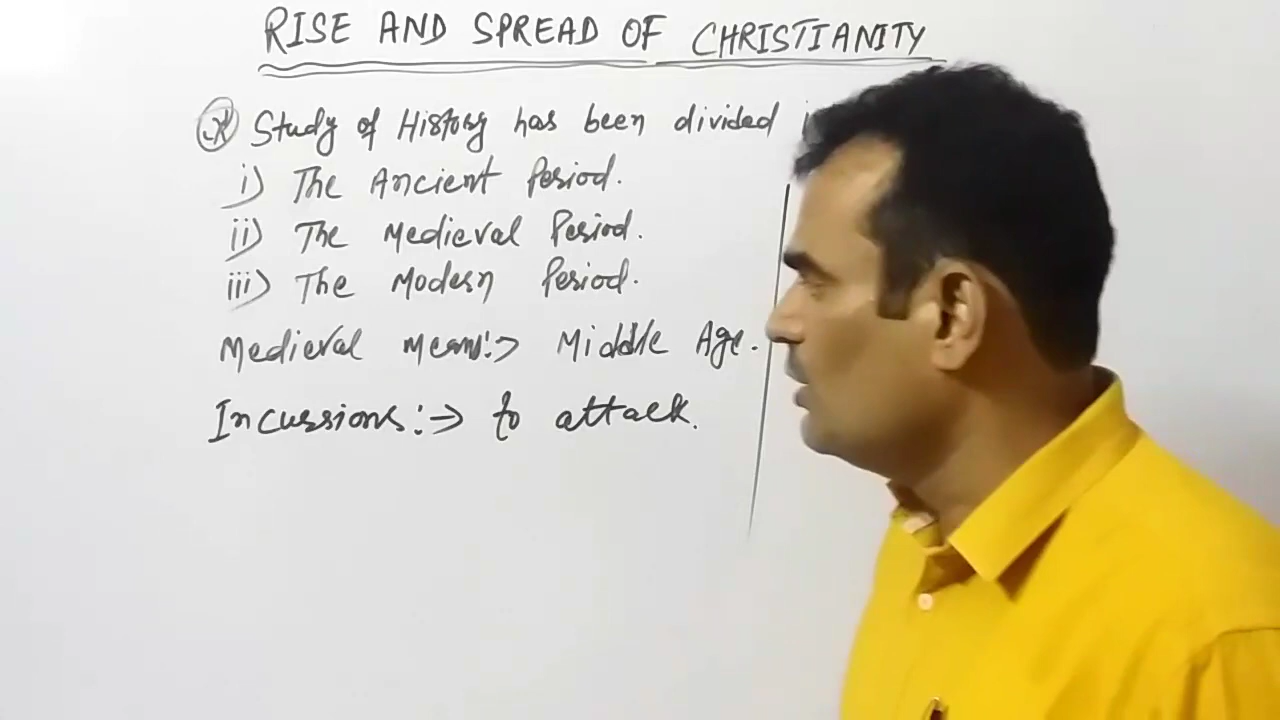 RISE AND SPREAD OF CHRISTIANITY
Study of History has been divided
i) The Ancient Period.
ii) The Medieval Period.
iii) The Modern Period.
Medieval means:-> Middle Age.
Incussions:-> to attack.